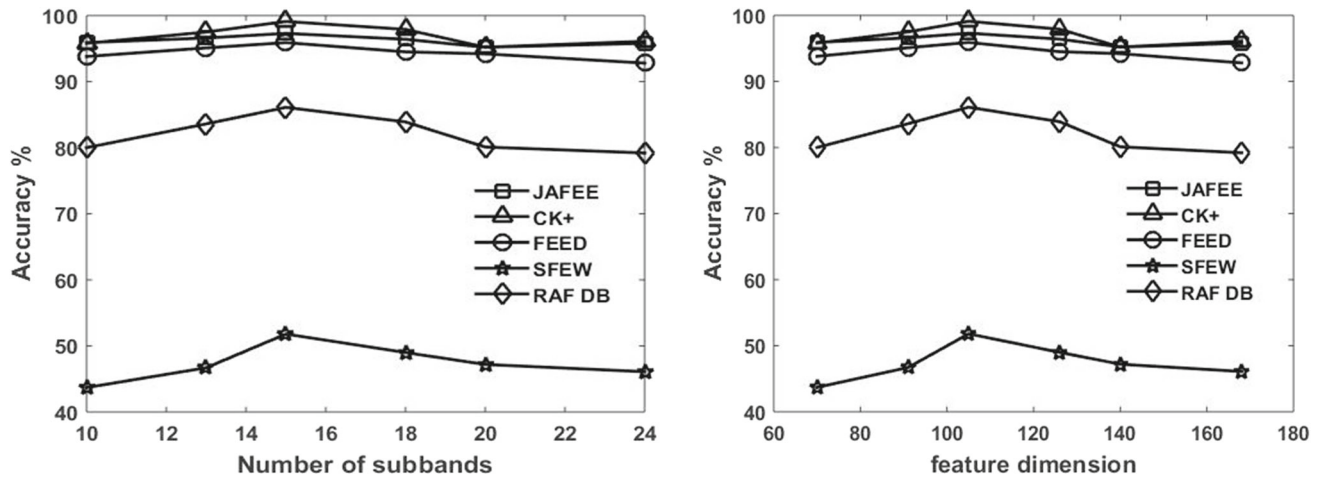 100
90
80
70
60
50
40
Accuracy %
10 12 14 16 18 20 22 24
Number of subbands
JAFEE
CK+
FEED
SFEW
RAF DB
100
90
80
70
60
50
40
Accuracy %
60 80 100 120 140 160 180
feature dimension
JAFEE
CK+
FEED
SFEW
RAF DB